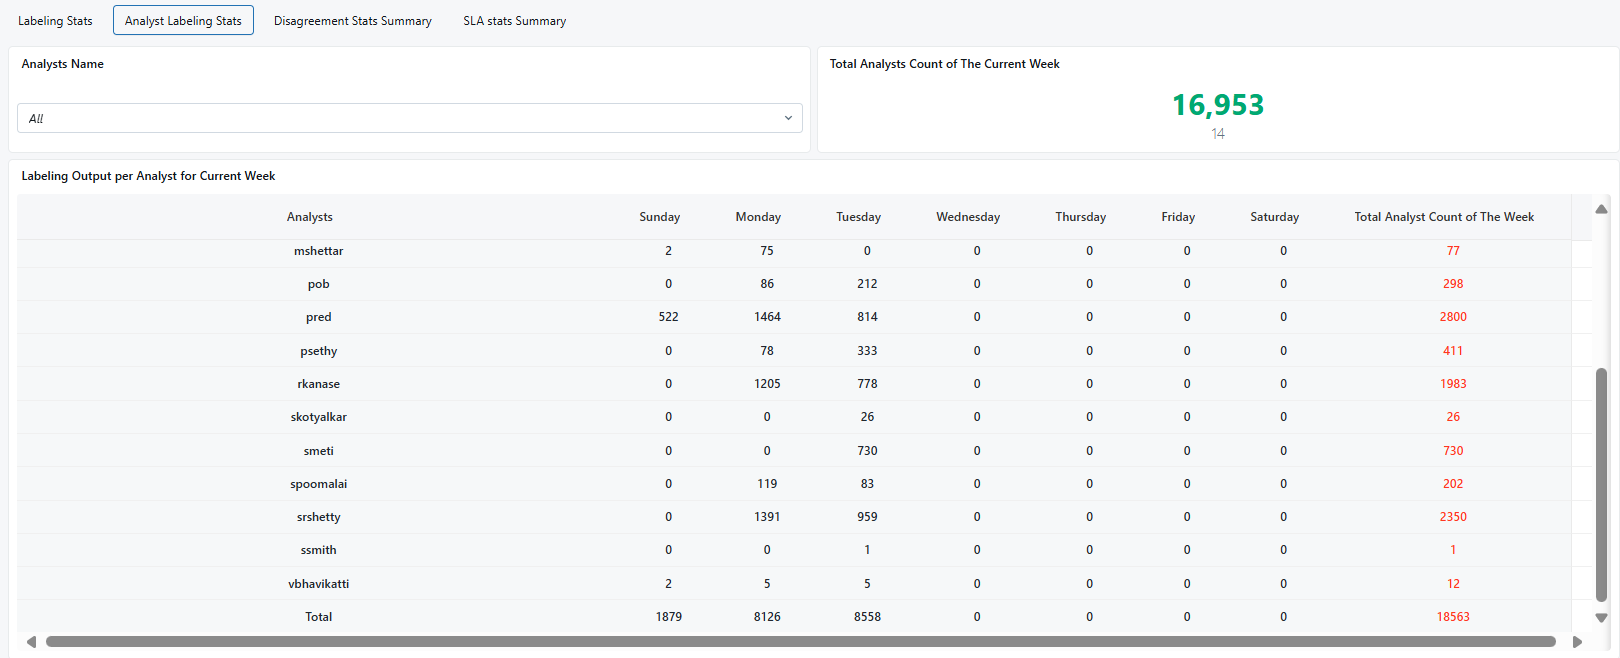 Labeling Stats Analyst Labeling Stats Disagreement Stats Summary SLA stats Summary
Analysts Name
Total Analysts Count of The Current Week
All
16,953
14
Labeling Output per Analyst for Current Week
Analysts Sunday Monday Tuesday Wednesday Thursday Friday Saturday Total Analyst Count of The Week
mshettar 2 75 0 0 0 0 0 77
pob 0 86 212 0 0 0 0 298
pred 522 1464 814 0 0 0 0 2800
psethy 0 78 333 0 0 0 0 411
rkanase 0 1205 778 0 0 0 0 1983
skotyalkar 0 0 26 0 0 0 0 26
smeti 0 0 730 0 0 0 0 730
spoomalai 0 119 83 0 0 0 0 202
srshetty 0 1391 959 0 0 0 0 2350
ssmith 0 0 1 0 0 0 0 1
vbhavikatti 2 5 5 0 0 0 0 12
Total 1879 8126 8558 0 0 0 0 18563